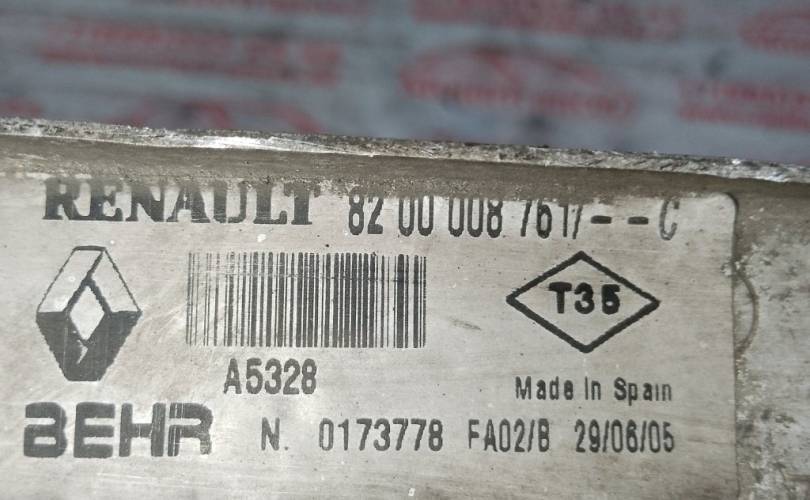 RENAULT 82 00 008 761/--C
T35
A5328
Made In Spain
BEHR N. 0173778 FA02/B 29/06/05